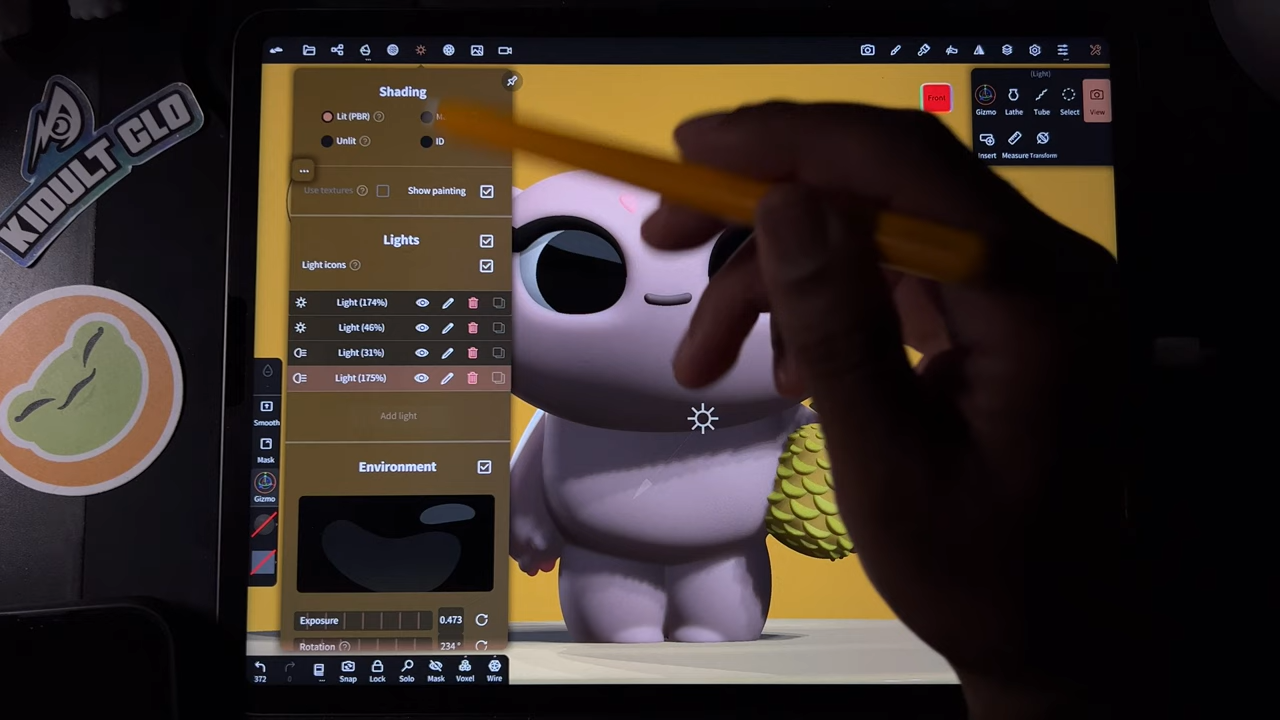 KIDULT CLO
Shading
Lit (PBR) ?
Unlit ?
ID
...
Use textures ?
Show painting
Lights
Light icons ?
Light (174%)
Light (46%)
Light (31%)
Light (175%)
Add light
Environment
Exposure 0.473
Rotation ? 234°
Smooth
Mask
Gizmo
372
0
Snap
Lock
Solo
Mask
Voxel
Wire
Front
(Light)
Gizmo
Lathe
Tube
Select
View
Insert
Measure
Transform